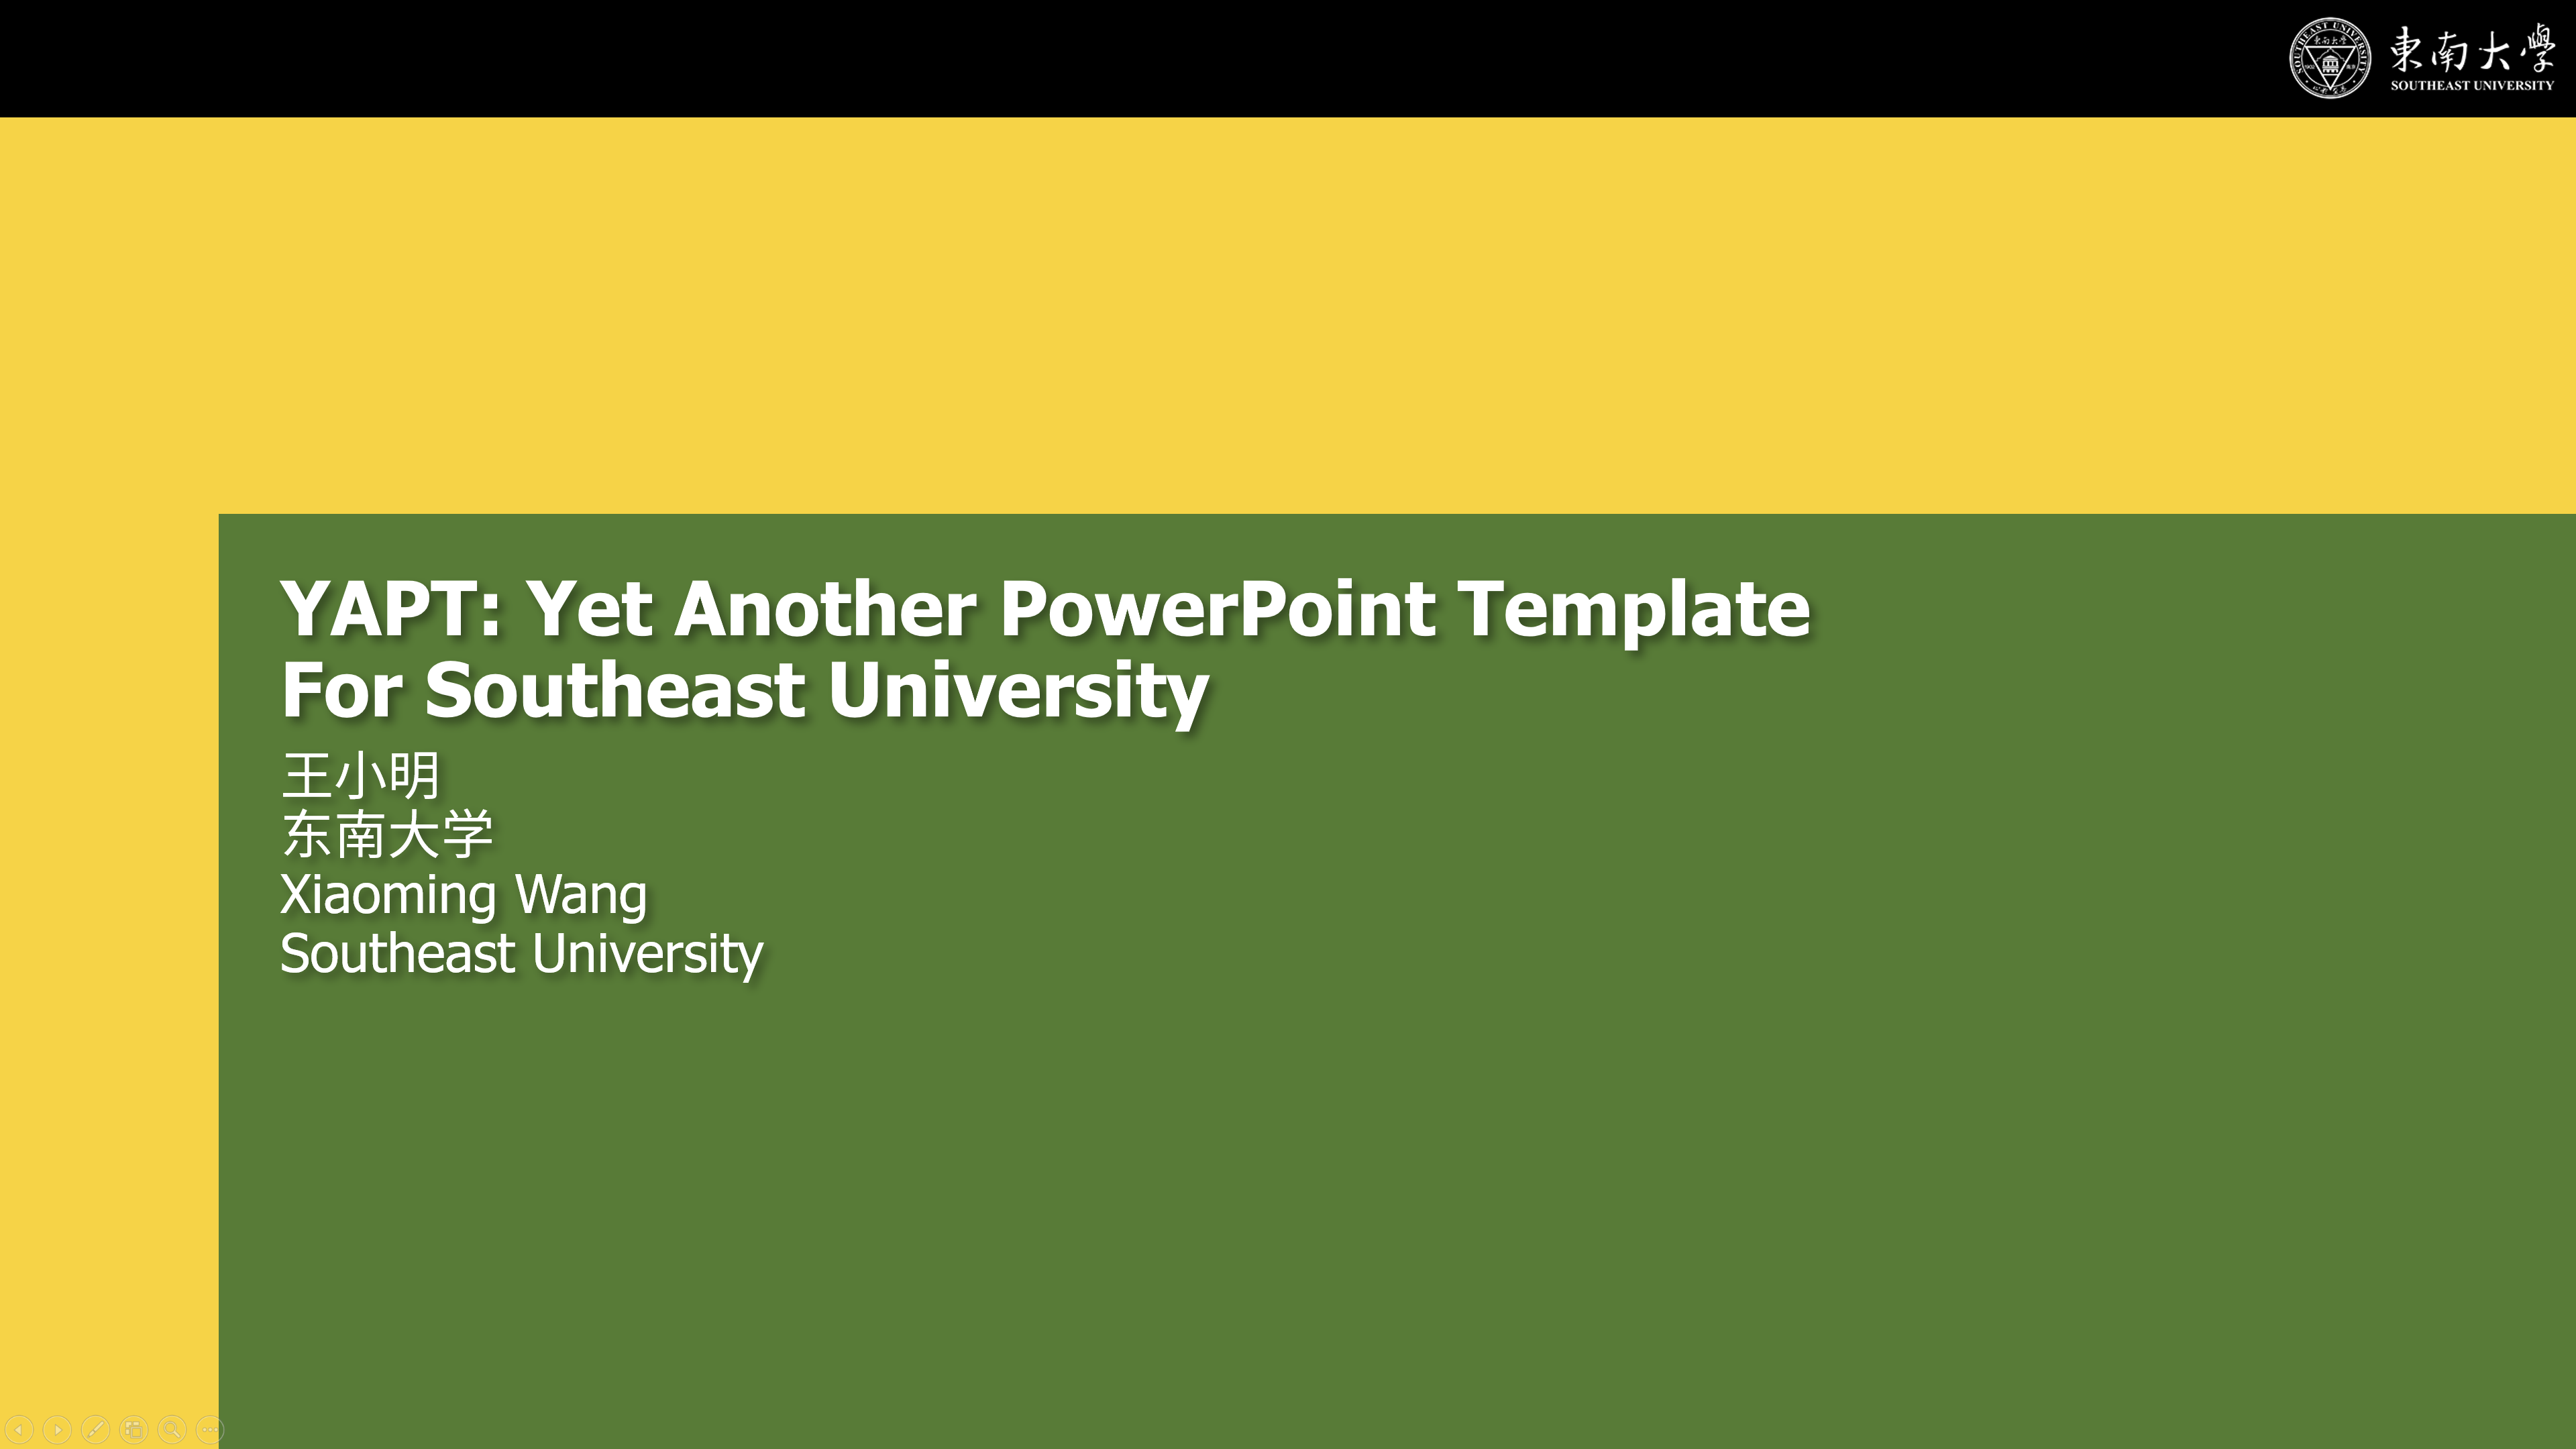 東南大學
SOUTHEAST UNIVERSITY
YAPT: Yet Another PowerPoint Template
For Southeast University
王小明
东南大学
Xiaoming Wang
Southeast University